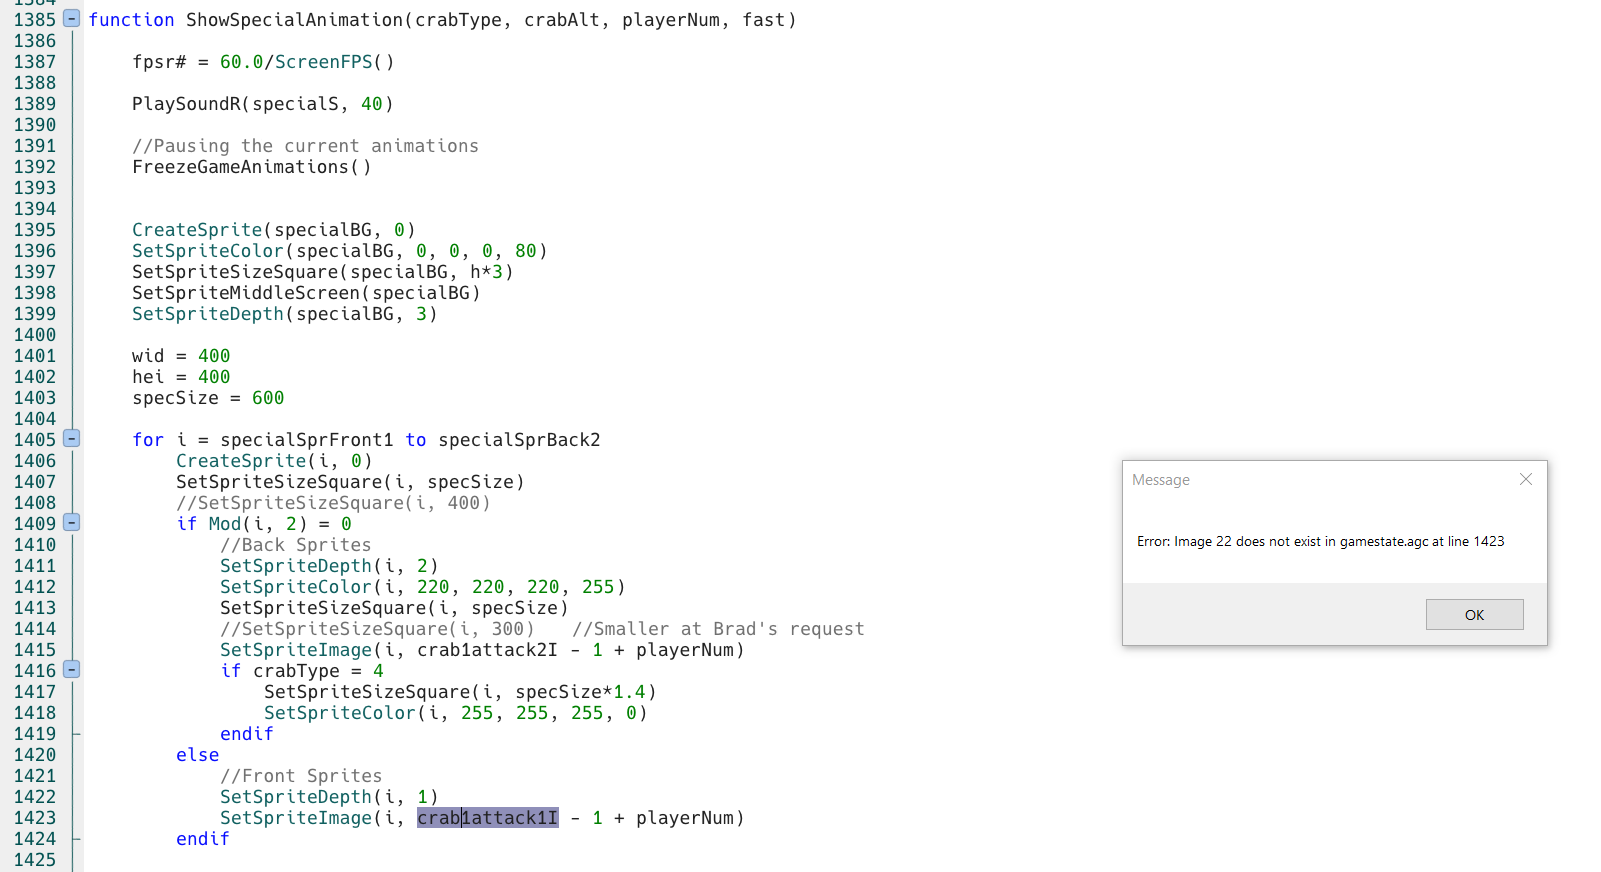 1384
1385 function ShowSpecialAnimation(crabType, crabAlt, playerNum, fast)
1386
1387 fpsr# = 60.0/ScreenFPS()
1388
1389 PlaySoundR(specialS, 40)
1390
1391 //Pausing the current animations
1392 FreezeGameAnimations()
1393
1394
1395 CreateSprite(specialBG, 0)
1396 SetSpriteColor(specialBG, 0, 0, 0, 80)
1397 SetSpriteSizeSquare(specialBG, h*3)
1398 SetSpriteMiddleScreen(specialBG)
1399 SetSpriteDepth(specialBG, 3)
1400
1401 wid = 400
1402 hei = 400
1403 specSize = 600
1404
1405 for i = specialSprFront1 to specialSprBack2
1406 CreateSprite(i, 0)
1407 SetSpriteSizeSquare(i, specSize)
1408 //SetSpriteSizeSquare(i, 400)
1409 if Mod(i, 2) = 0
1410 //Back Sprites
1411 SetSpriteDepth(i, 2)
1412 SetSpriteColor(i, 220, 220, 220, 255)
1413 SetSpriteSizeSquare(i, specSize)
1414 //SetSpriteSizeSquare(i, 300) //Smaller at Brad's request
1415 SetSpriteImage(i, crab1attack2I - 1 + playerNum)
1416 if crabType = 4
1417 SetSpriteSizeSquare(i, specSize*1.4)
1418 SetSpriteColor(i, 255, 255, 255, 0)
1419 endif
1420 else
1421 //Front Sprites
1422 SetSpriteDepth(i, 1)
1423 SetSpriteImage(i, crab1attack1I - 1 + playerNum)
1424 endif
1425
Message
Error: Image 22 does not exist in gamestate.agc at line 1423
OK